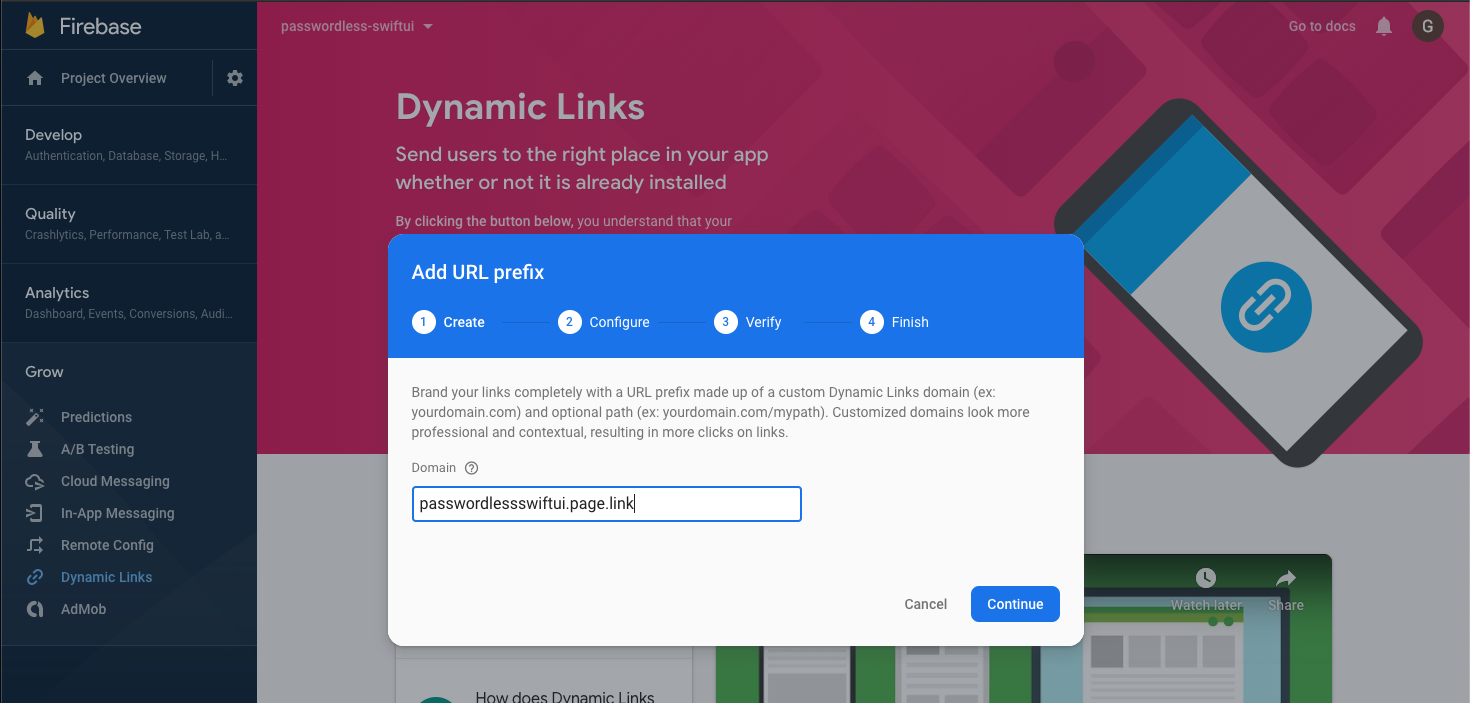 Firebase
passwordless-swiftui
Go to docs
G
Project Overview
Develop
Authentication, Database, Storage, H...
Quality
Crashlytics, Performance, Test Lab, a...
Analytics
Dashboard, Events, Conversions, Audi...
Grow
Predictions
A/B Testing
Cloud Messaging
In-App Messaging
Remote Config
Dynamic Links
AdMob
Dynamic Links
Send users to the right place in your app
whether or not it is already installed
By clicking the button below, you understand that your
Add URL prefix
1 Create
2 Configure
3 Verify
4 Finish
Brand your links completely with a URL prefix made up of a custom Dynamic Links domain (ex:
yourdomain.com) and optional path (ex: yourdomain.com/mypath). Customized domains look more
professional and contextual, resulting in more clicks on links.
Domain ?
passwordlessswiftui.page.link
Cancel
Continue
Watch later
Share
How does Dynamic Links